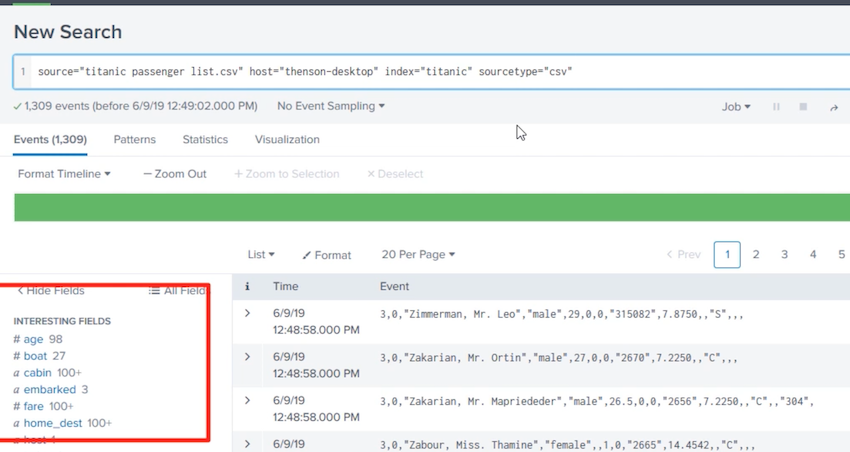 New Search
1 source="titanic passenger list.csv" host="thenson-desktop" index="titanic" sourcetype="csv"
✓ 1,309 events (before 6/9/19 12:49:02.000 PM) No Event Sampling Job
Events (1,309) Patterns Statistics Visualization
Format Timeline — Zoom Out + Zoom to Selection × Deselect
List Format 20 Per Page < Prev 1 2 3 4 5
< Hide Fields All Fields
i Time Event
INTERESTING FIELDS
# age 98
# boat 27
a cabin 100+
a embarked 3
# fare 100+
a home_dest 100+
a host 1
> 6/9/19 3,0,"Zimmerman, Mr. Leo","male",29,0,0,"315082",7.8750,,"S",,,
12:48:58.000 PM
> 6/9/19 3,0,"Zakarian, Mr. Ortin","male",27,0,0,"2670",7.2250,,"C",,,
12:48:58.000 PM
> 6/9/19 3,0,"Zakarian, Mr. Mapriededer","male",26.5,0,0,"2656",7.2250,,"C",,"304",
12:48:58.000 PM
> 6/9/19 3,0,"Zabour, Miss. Thamine","female",,1,0,"2665",14.4542,,"C",,,